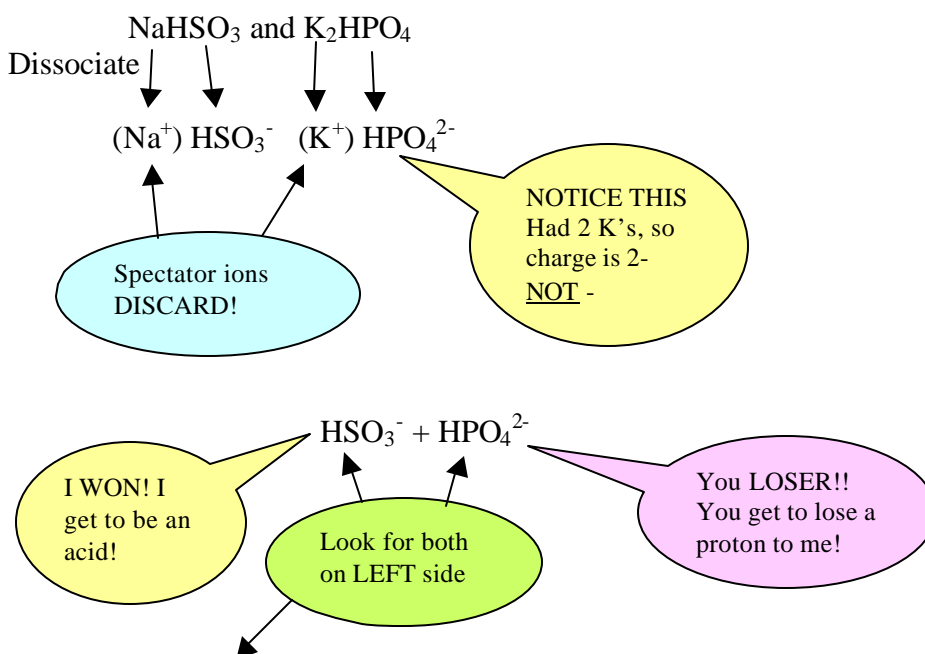 NaHSO₃ and K₂HPO₄
Dissociate
(Na⁺) HSO₃⁻ (K⁺) HPO₄²⁻
NOTICE THIS
Had 2 K's, so
charge is 2-
NOT -
Spectator ions
DISCARD!
HSO₃⁻ + HPO₄²⁻
I WON! I
get to be an
acid!
Look for both
on LEFT side
You LOSER!!
You get to lose a
proton to me!